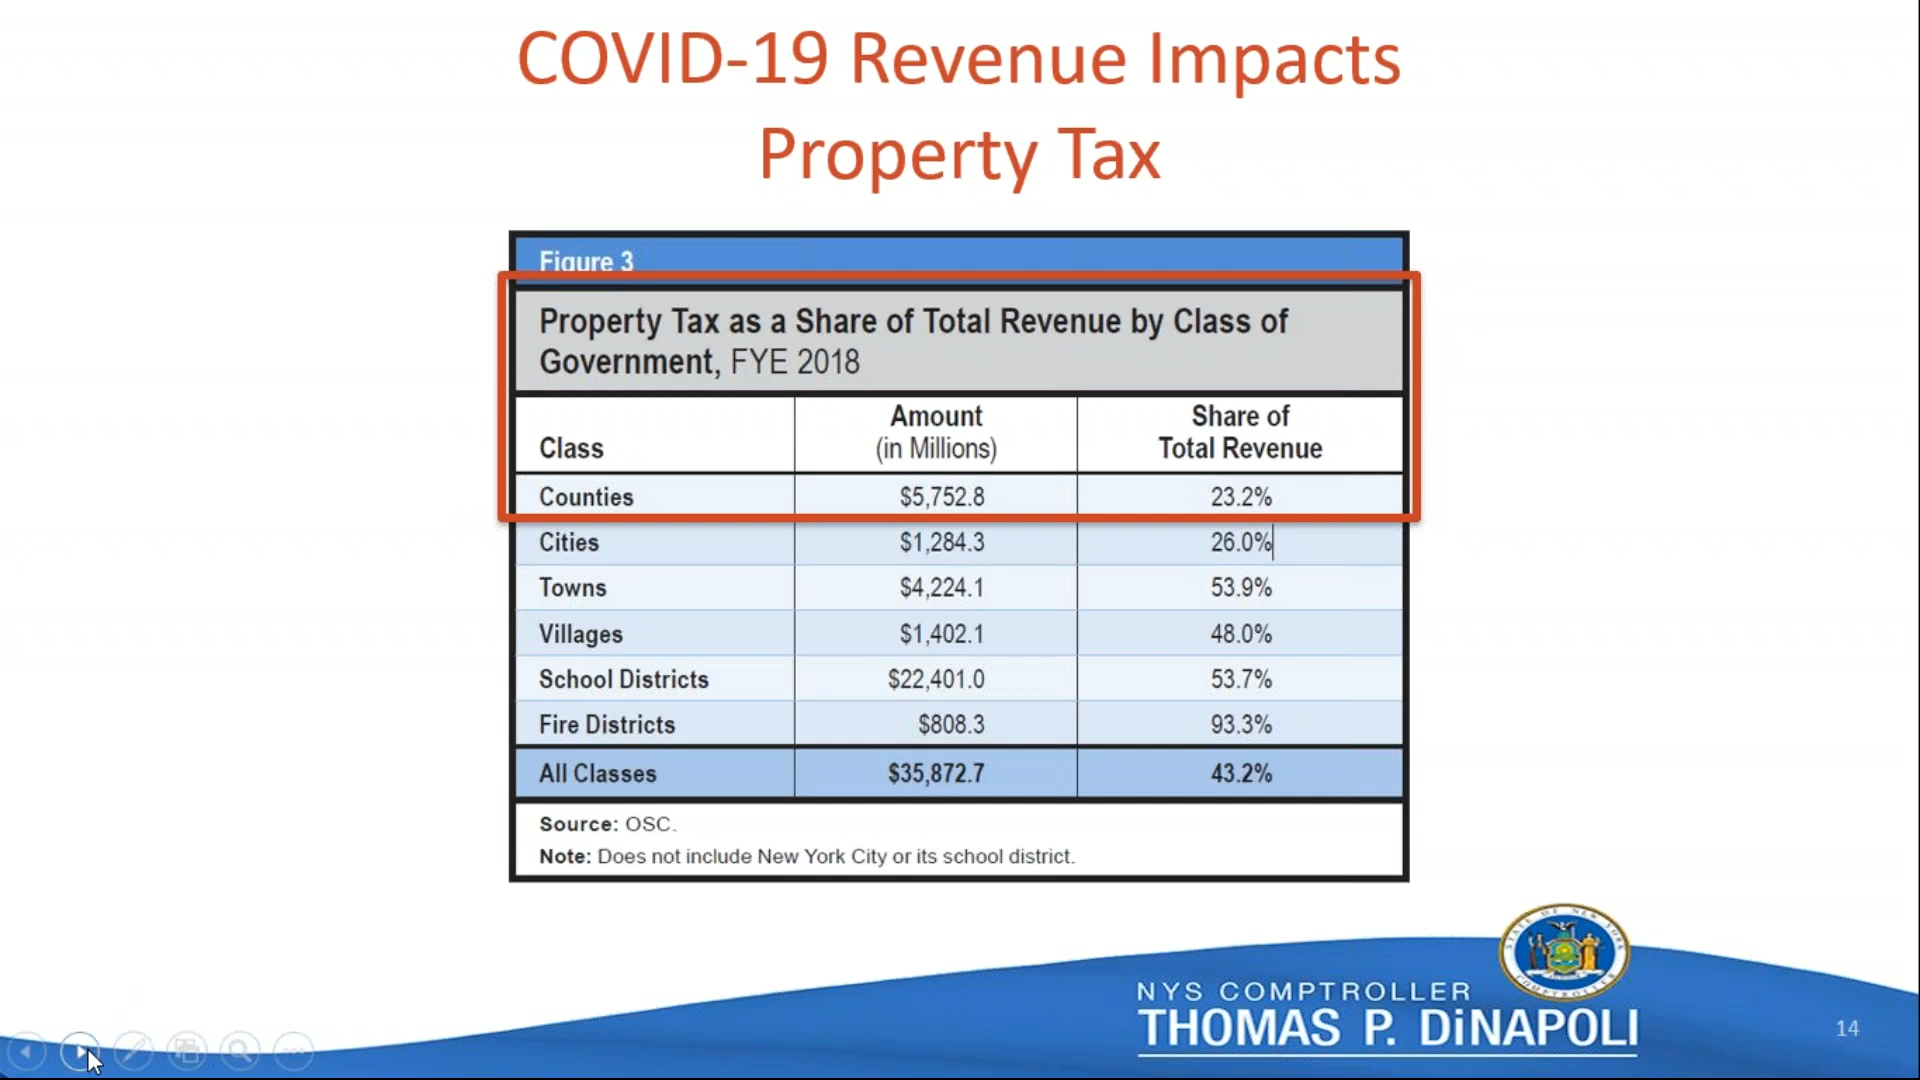 COVID-19 Revenue Impacts
Property Tax
Figure 3
Property Tax as a Share of Total Revenue by Class of
Government, FYE 2018
Class Amount (in Millions) Share of Total Revenue
Counties $5,752.8 23.2%
Cities $1,284.3 26.0%
Towns $4,224.1 53.9%
Villages $1,402.1 48.0%
School Districts $22,401.0 53.7%
Fire Districts $808.3 93.3%
All Classes $35,872.7 43.2%
Source: OSC.
Note: Does not include New York City or its school district.
NYS COMPTROLLER
THOMAS P. DiNAPOLI
14